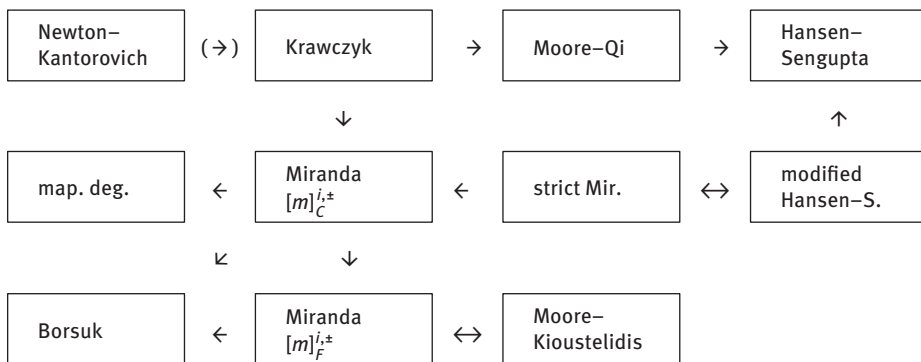 Newton–
Kantorovich
(→)
Krawczyk
→
Moore–Qi
→
Hansen–
Sengupta
↓
↑
map. deg.
←
Miranda
[m]_C^{i,±}
←
strict Mir.
↔
modified
Hansen–S.
↙
↓
Borsuk
←
Miranda
[m]_F^{i,±}
↔
Moore–
Kioustelidis